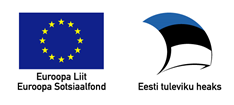 Euroopa Liit
Euroopa Sotsiaalfond
Eesti tuleviku heaks